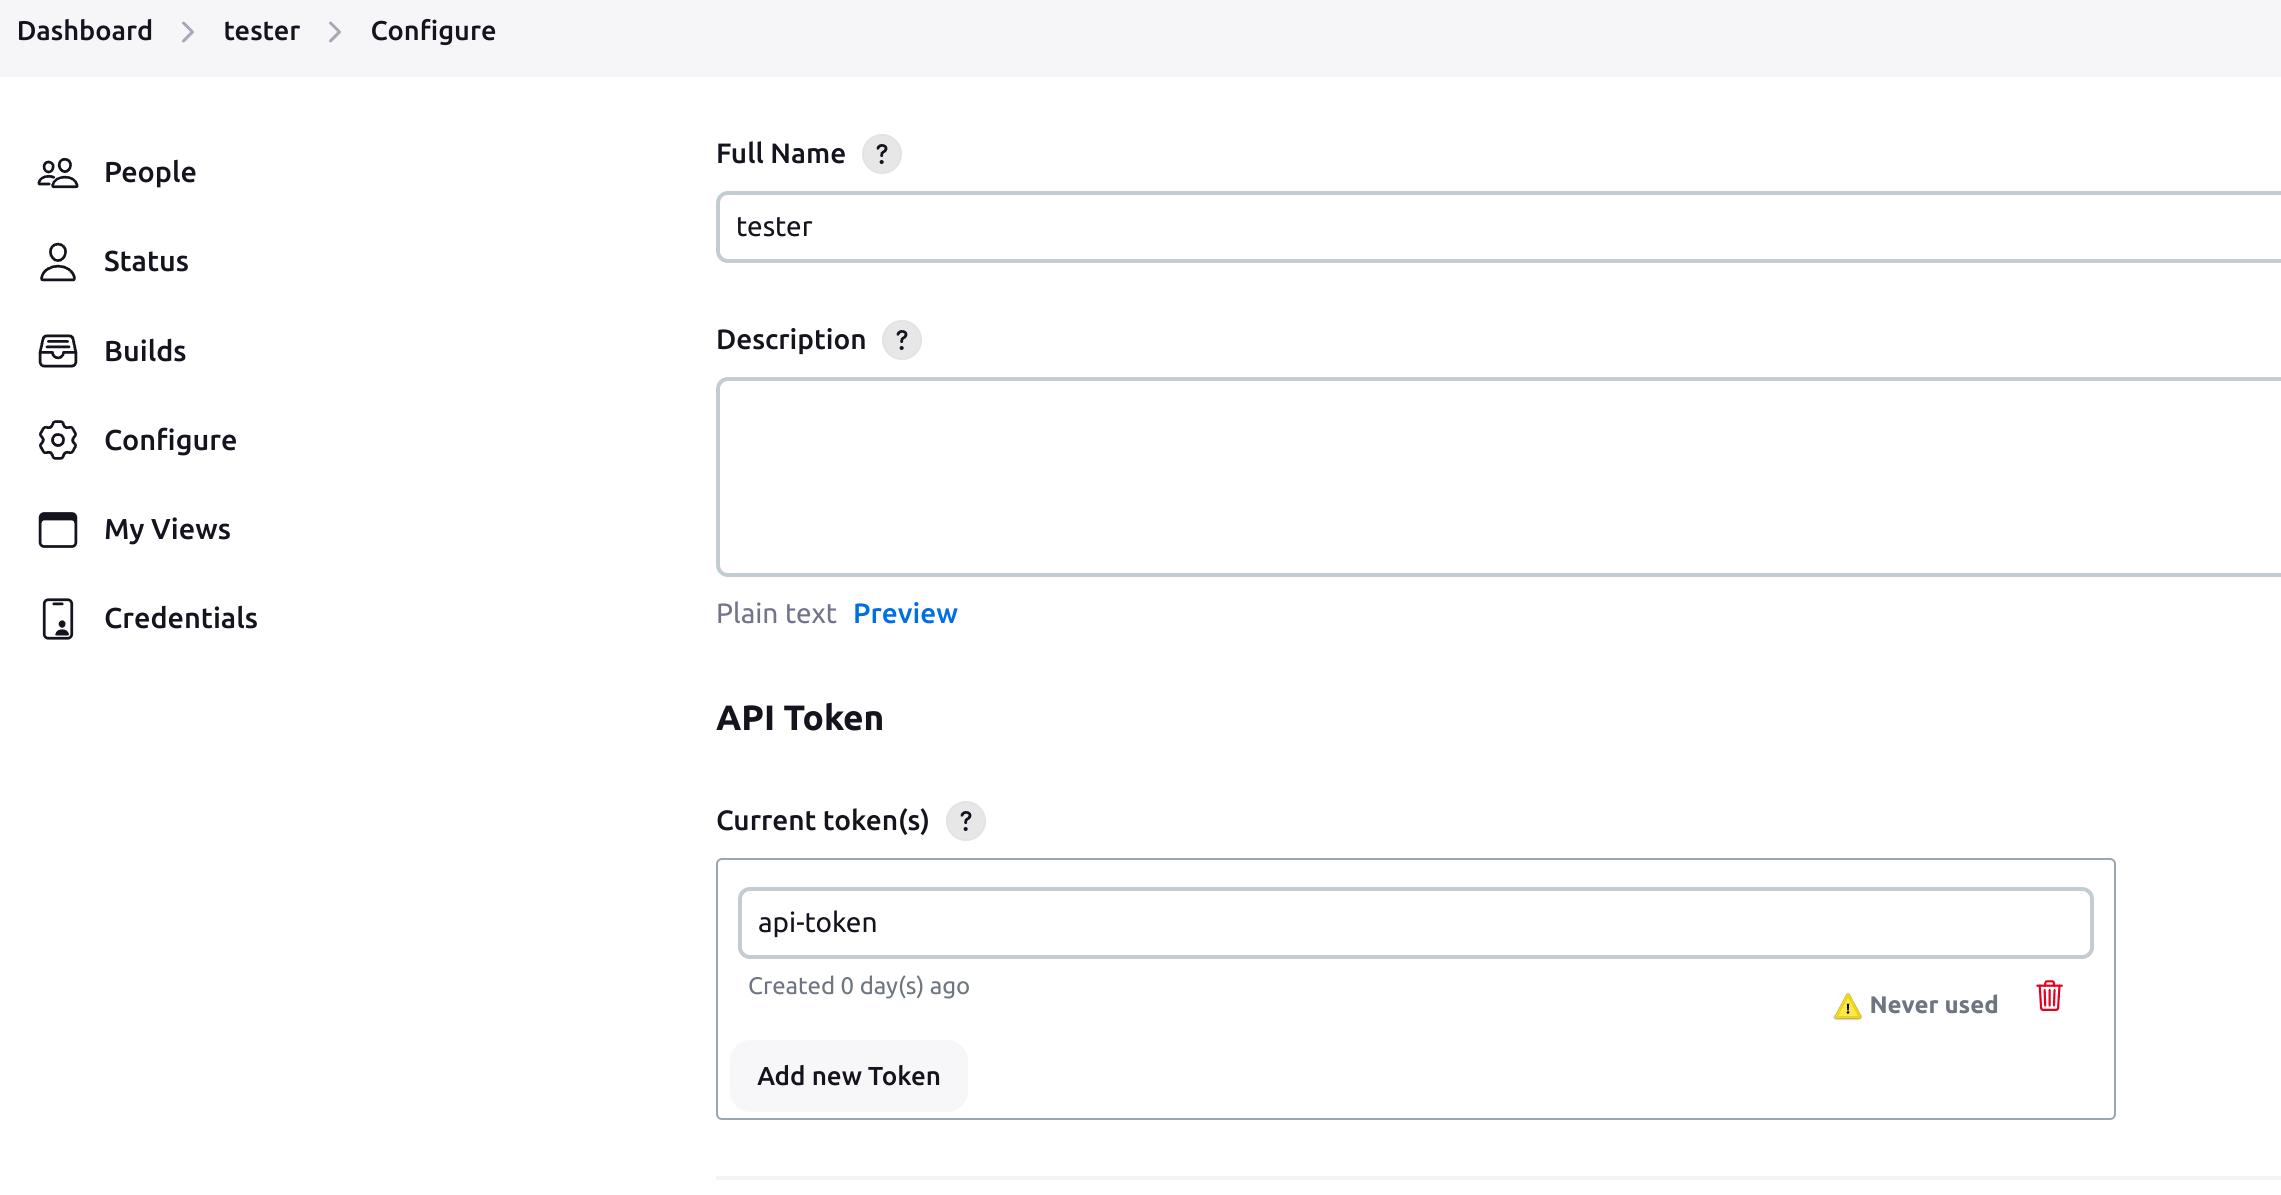 Dashboard > tester > Configure
People
Status
Builds
Configure
My Views
Credentials
Full Name ?
tester
Description ?
Plain text Preview
API Token
Current token(s) ?
api-token
Created 0 day(s) ago
Never used
Add new Token